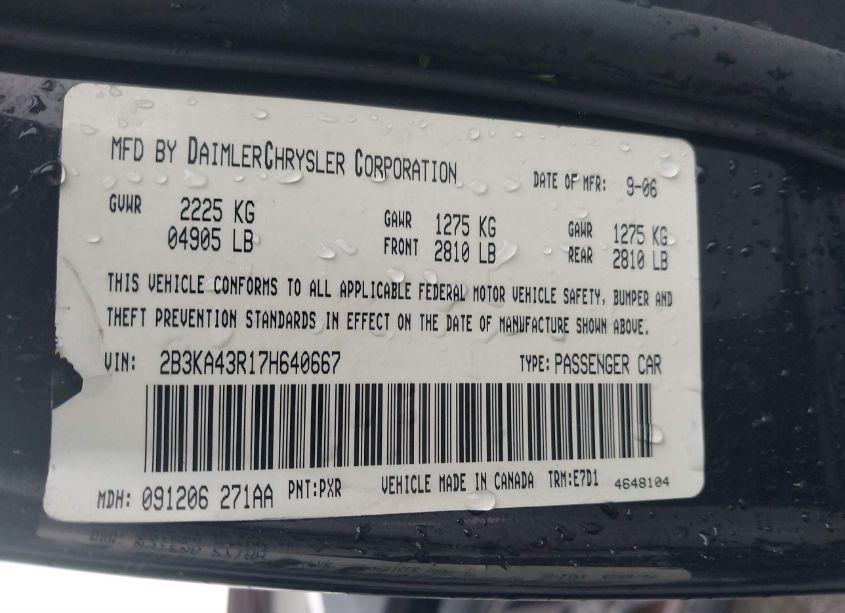 MFD BY DAIMLERCHRYSLER CORPORATION
DATE OF MFR: 9-06
GVWR 2225 KG GAWR 1275 KG GAWR 1275 KG
04905 LB FRONT 2810 LB REAR 2810 LB
THIS VEHICLE CONFORMS TO ALL APPLICABLE FEDERAL MOTOR VEHICLE SAFETY, BUMPER AND
THEFT PREVENTION STANDARDS IN EFFECT ON THE DATE OF MANUFACTURE SHOWN ABOVE.
VIN: 2B3KA43R17H640667 TYPE: PASSENGER CAR
MDH: 091206 271AA PNT:PXR VEHICLE MADE IN CANADA TRM:E7D1 4648104